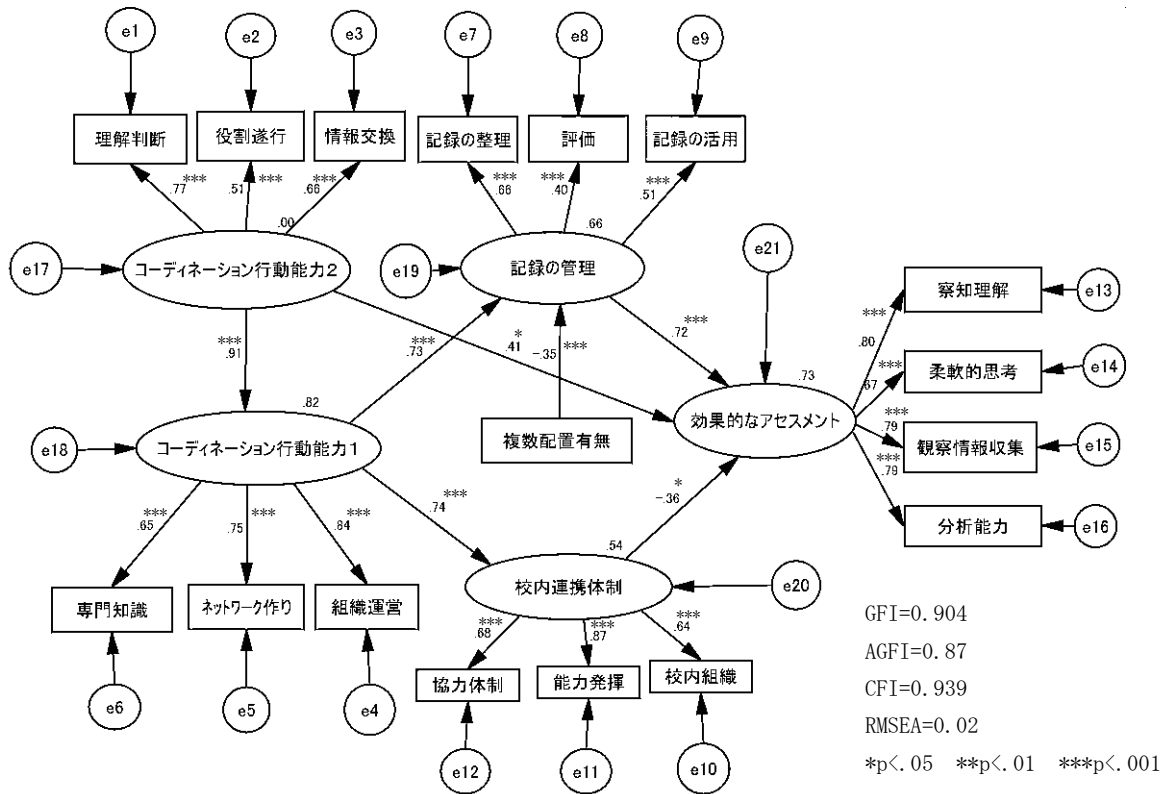 e1
e2
e3
e7
e8
e9
理解判断
役割遂行
情報交換
記録の整理
評価
記録の活用
.77***
.51***
.66***
***.66
***.40
***.51
.00
.66
e17
コーディネーション行動能力2
e19
記録の管理
e21
察知理解
e13
***.80
柔軟的思考
e14
***.67
***.79
観察情報収集
e15
***.79
分析能力
e16
***.91
***.73
*.41
-.35***
.72***
.73
効果的なアセスメント
複数配置有無
.82
e18
コーディネーション行動能力1
.74***
*-.36
***.65
.75***
***.84
.54
校内連携体制
e20
専門知識
ネットワーク作り
組織運営
***.68
***.87
***.64
協力体制
能力発揮
校内組織
e6
e5
e4
e12
e11
e10
GFI=0.904
AGFI=0.87
CFI=0.939
RMSEA=0.02
*p<.05 **p<.01 ***p<.001